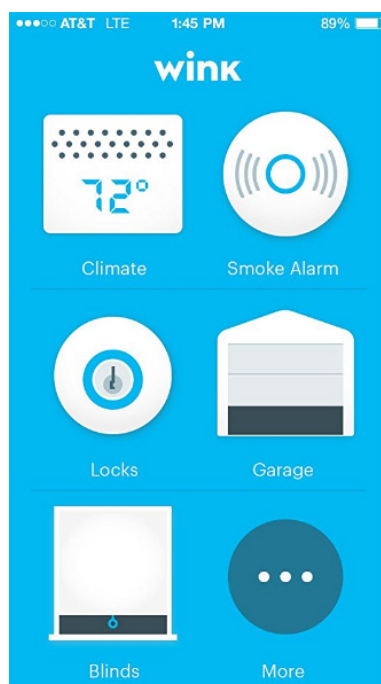 AT&T LTE 1:45 PM 89%
wink
72°
Climate Smoke Alarm
Locks Garage
Blinds More